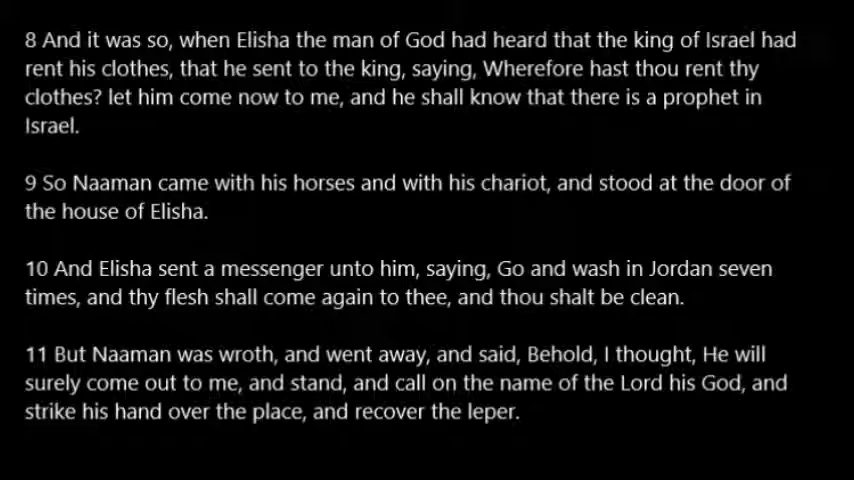 8 And it was so, when Elisha the man of God had heard that the king of Israel had
rent his clothes, that he sent to the king, saying, Wherefore hast thou rent thy
clothes? let him come now to me, and he shall know that there is a prophet in
Israel.
9 So Naaman came with his horses and with his chariot, and stood at the door of
the house of Elisha.
10 And Elisha sent a messenger unto him, saying, Go and wash in Jordan seven
times, and thy flesh shall come again to thee, and thou shalt be clean.
11 But Naaman was wroth, and went away, and said, Behold, I thought, He will
surely come out to me, and stand, and call on the name of the Lord his God, and
strike his hand over the place, and recover the leper.